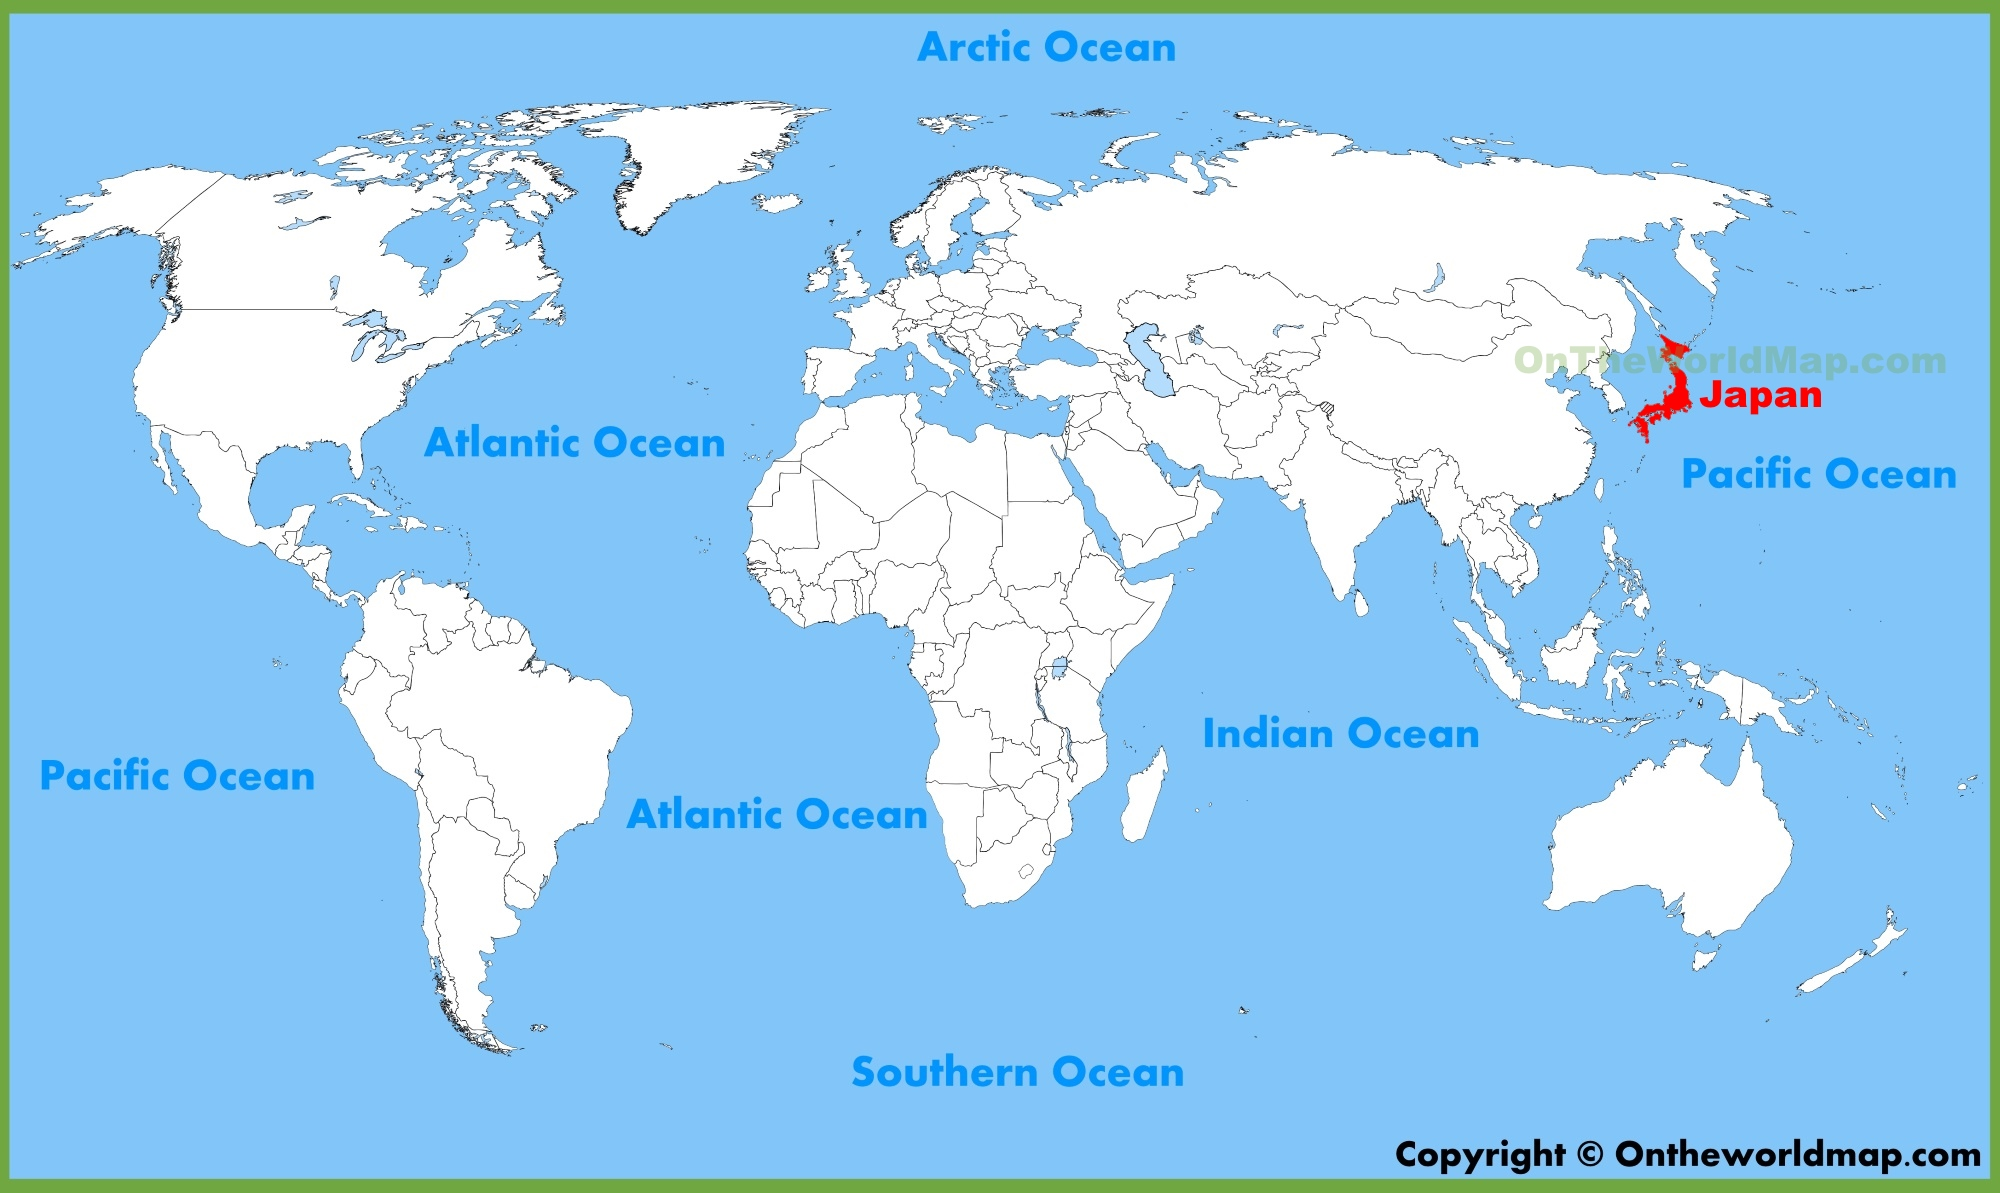 Arctic Ocean
OnTheWorldMap.com
Japan
Atlantic Ocean
Pacific Ocean
Indian Ocean
Pacific Ocean
Atlantic Ocean
Southern Ocean
Copyright © Ontheworldmap.com